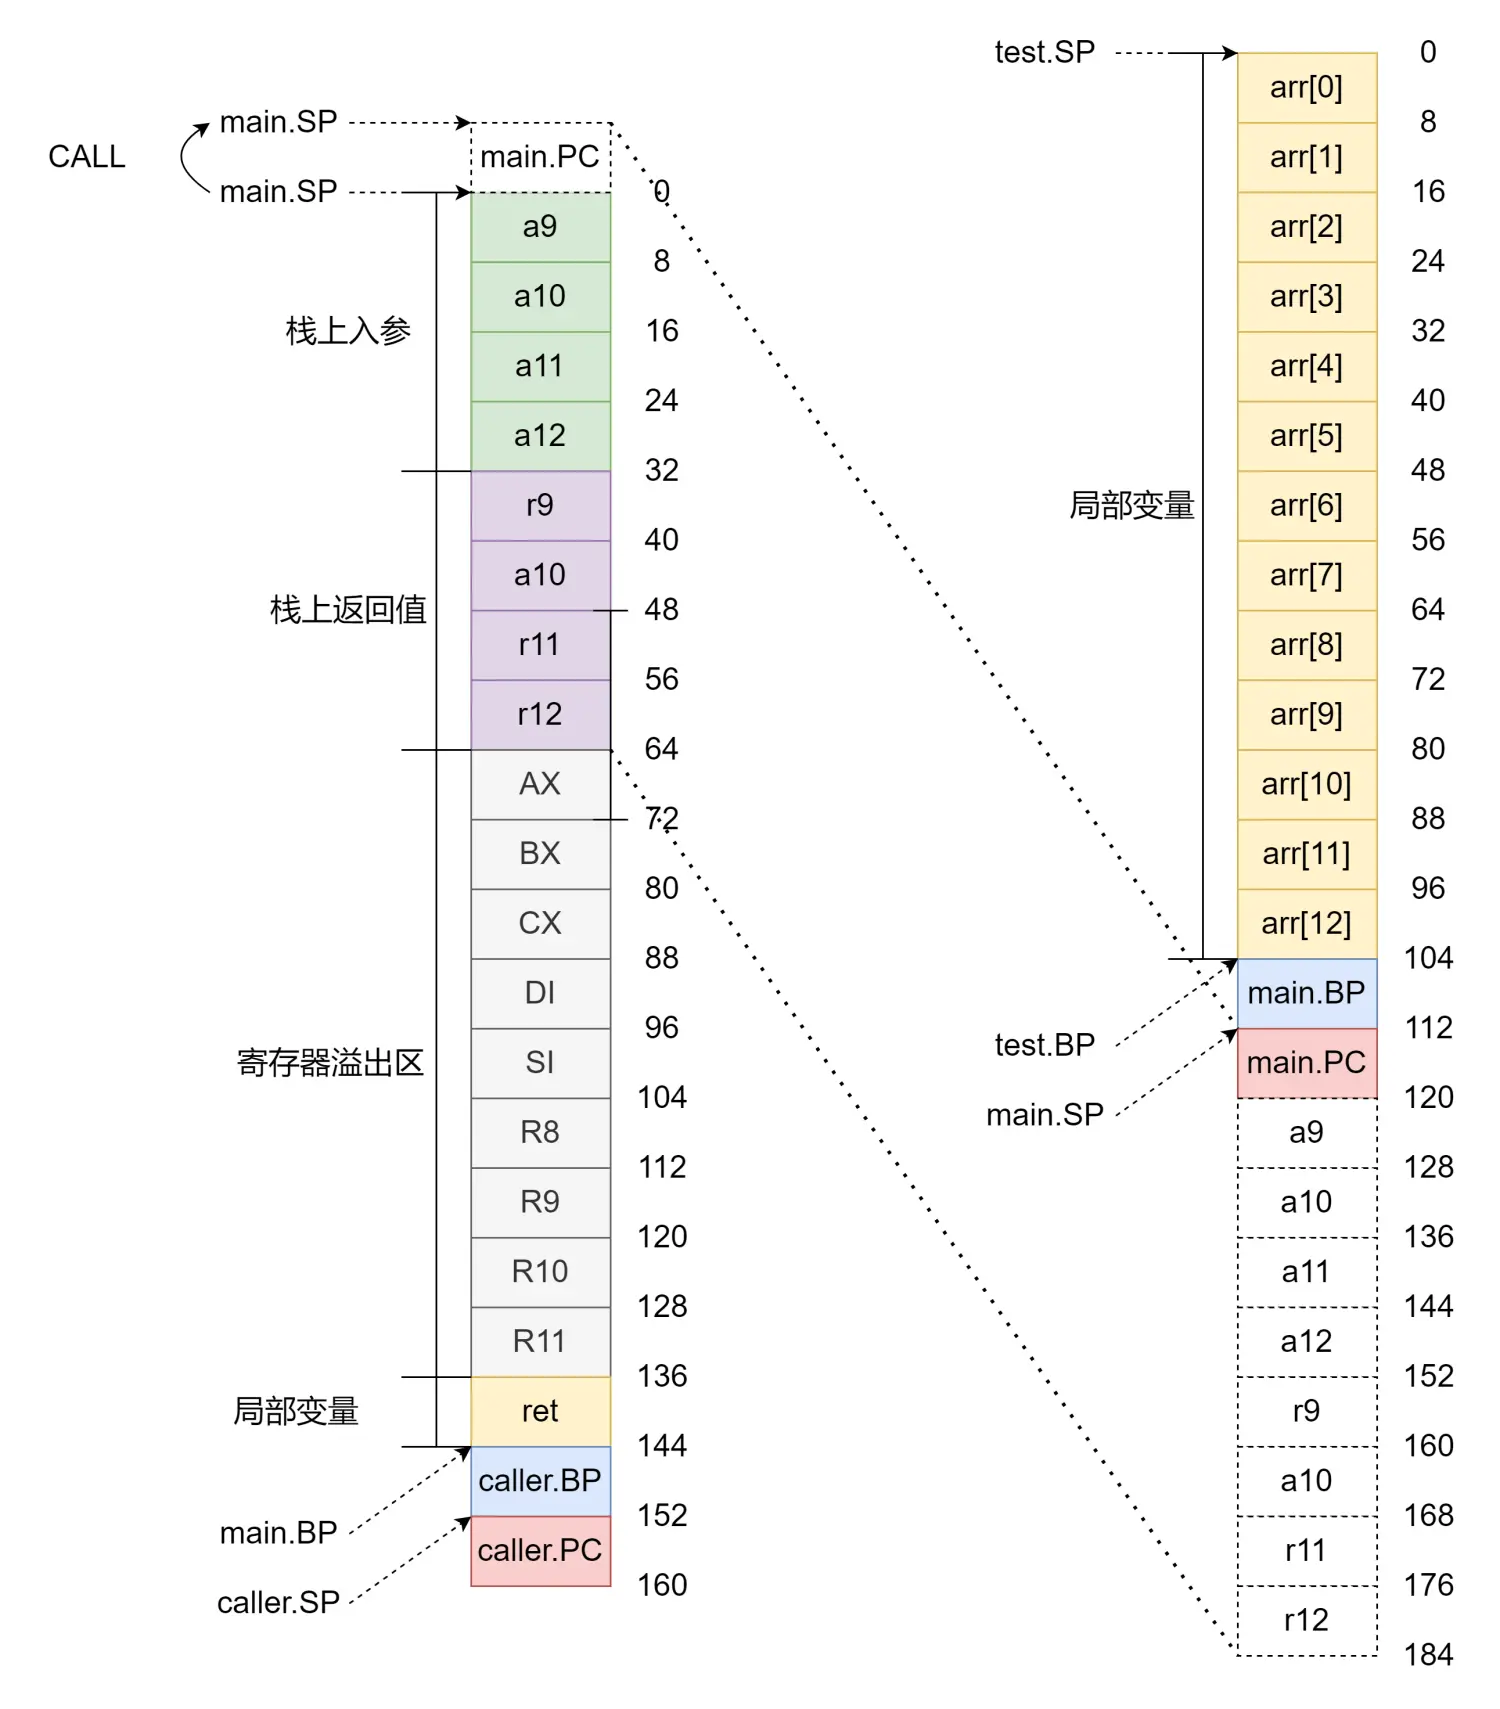 CALL
main.SP
main.SP
main.PC
0
a9
8
a10
16
a11
24
a12
32
r9
40
a10
48
r11
56
r12
64
AX
72
BX
80
CX
88
DI
96
SI
104
R8
112
R9
120
R10
128
R11
136
ret
144
caller.BP
152
caller.PC
160
栈上入参
栈上返回值
寄存器溢出区
局部变量
main.BP
caller.SP
test.SP
0
arr[0]
8
arr[1]
16
arr[2]
24
arr[3]
32
arr[4]
40
arr[5]
48
arr[6]
56
arr[7]
64
arr[8]
72
arr[9]
80
arr[10]
88
arr[11]
96
arr[12]
104
main.BP
112
main.PC
120
a9
128
a10
136
a11
144
a12
152
r9
160
a10
168
r11
176
r12
184
局部变量
test.BP
main.SP